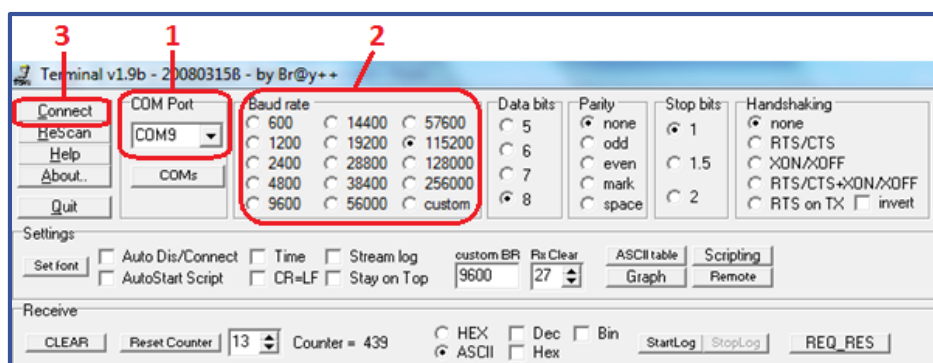 3 1 2
Terminal v1.9b - 20080315ß - by Br@y++
Connect
ReScan
Help
About..
Quit
COM Port
COM9
COMs
Baud rate
600 14400 57600
1200 19200 115200
2400 28800 128000
4800 38400 256000
9600 56000 custom
Data bits
5
6
7
8
Parity
none
odd
even
mark
space
Stop bits
1
1.5
2
Handshaking
none
RTS/CTS
XON/XOFF
RTS/CTS+XON/XOFF
RTS on TX invert
Settings
Set font
Auto Dis/Connect Time Stream log
AutoStart Script CR=LF Stay on Top
custom BR Rx Clear
9600 27
ASCII table Scripting
Graph Remote
Receive
CLEAR Reset Counter 13 Counter = 439
HEX Dec Bin
ASCII Hex
StartLog StopLog REQ_RES